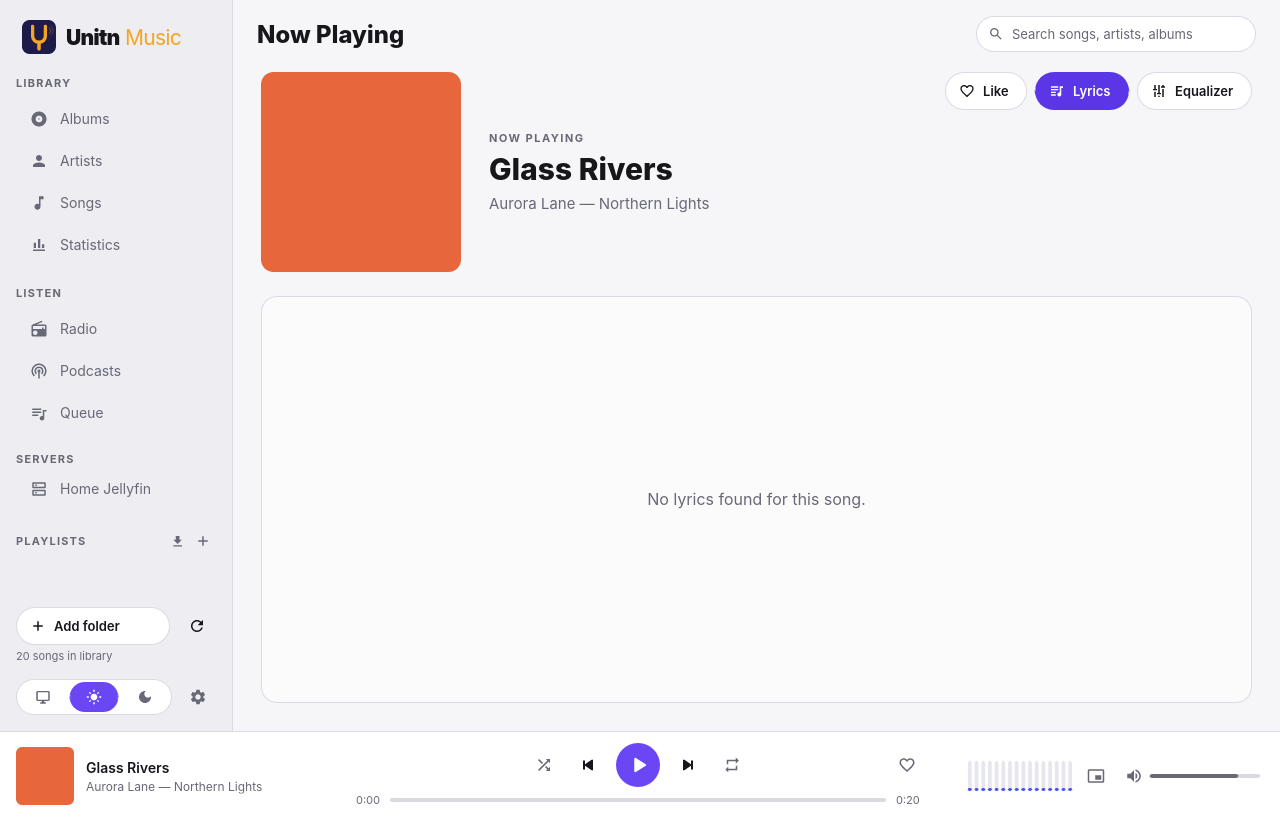 Unitn Music
LIBRARY
Albums
Artists
Songs
Statistics
LISTEN
Radio
Podcasts
Queue
SERVERS
Home Jellyfin
PLAYLISTS
Add folder
20 songs in library
Now Playing
Search songs, artists, albums
Like
Lyrics
Equalizer
NOW PLAYING
Glass Rivers
Aurora Lane — Northern Lights
No lyrics found for this song.
Glass Rivers
Aurora Lane — Northern Lights
0:00
0:20